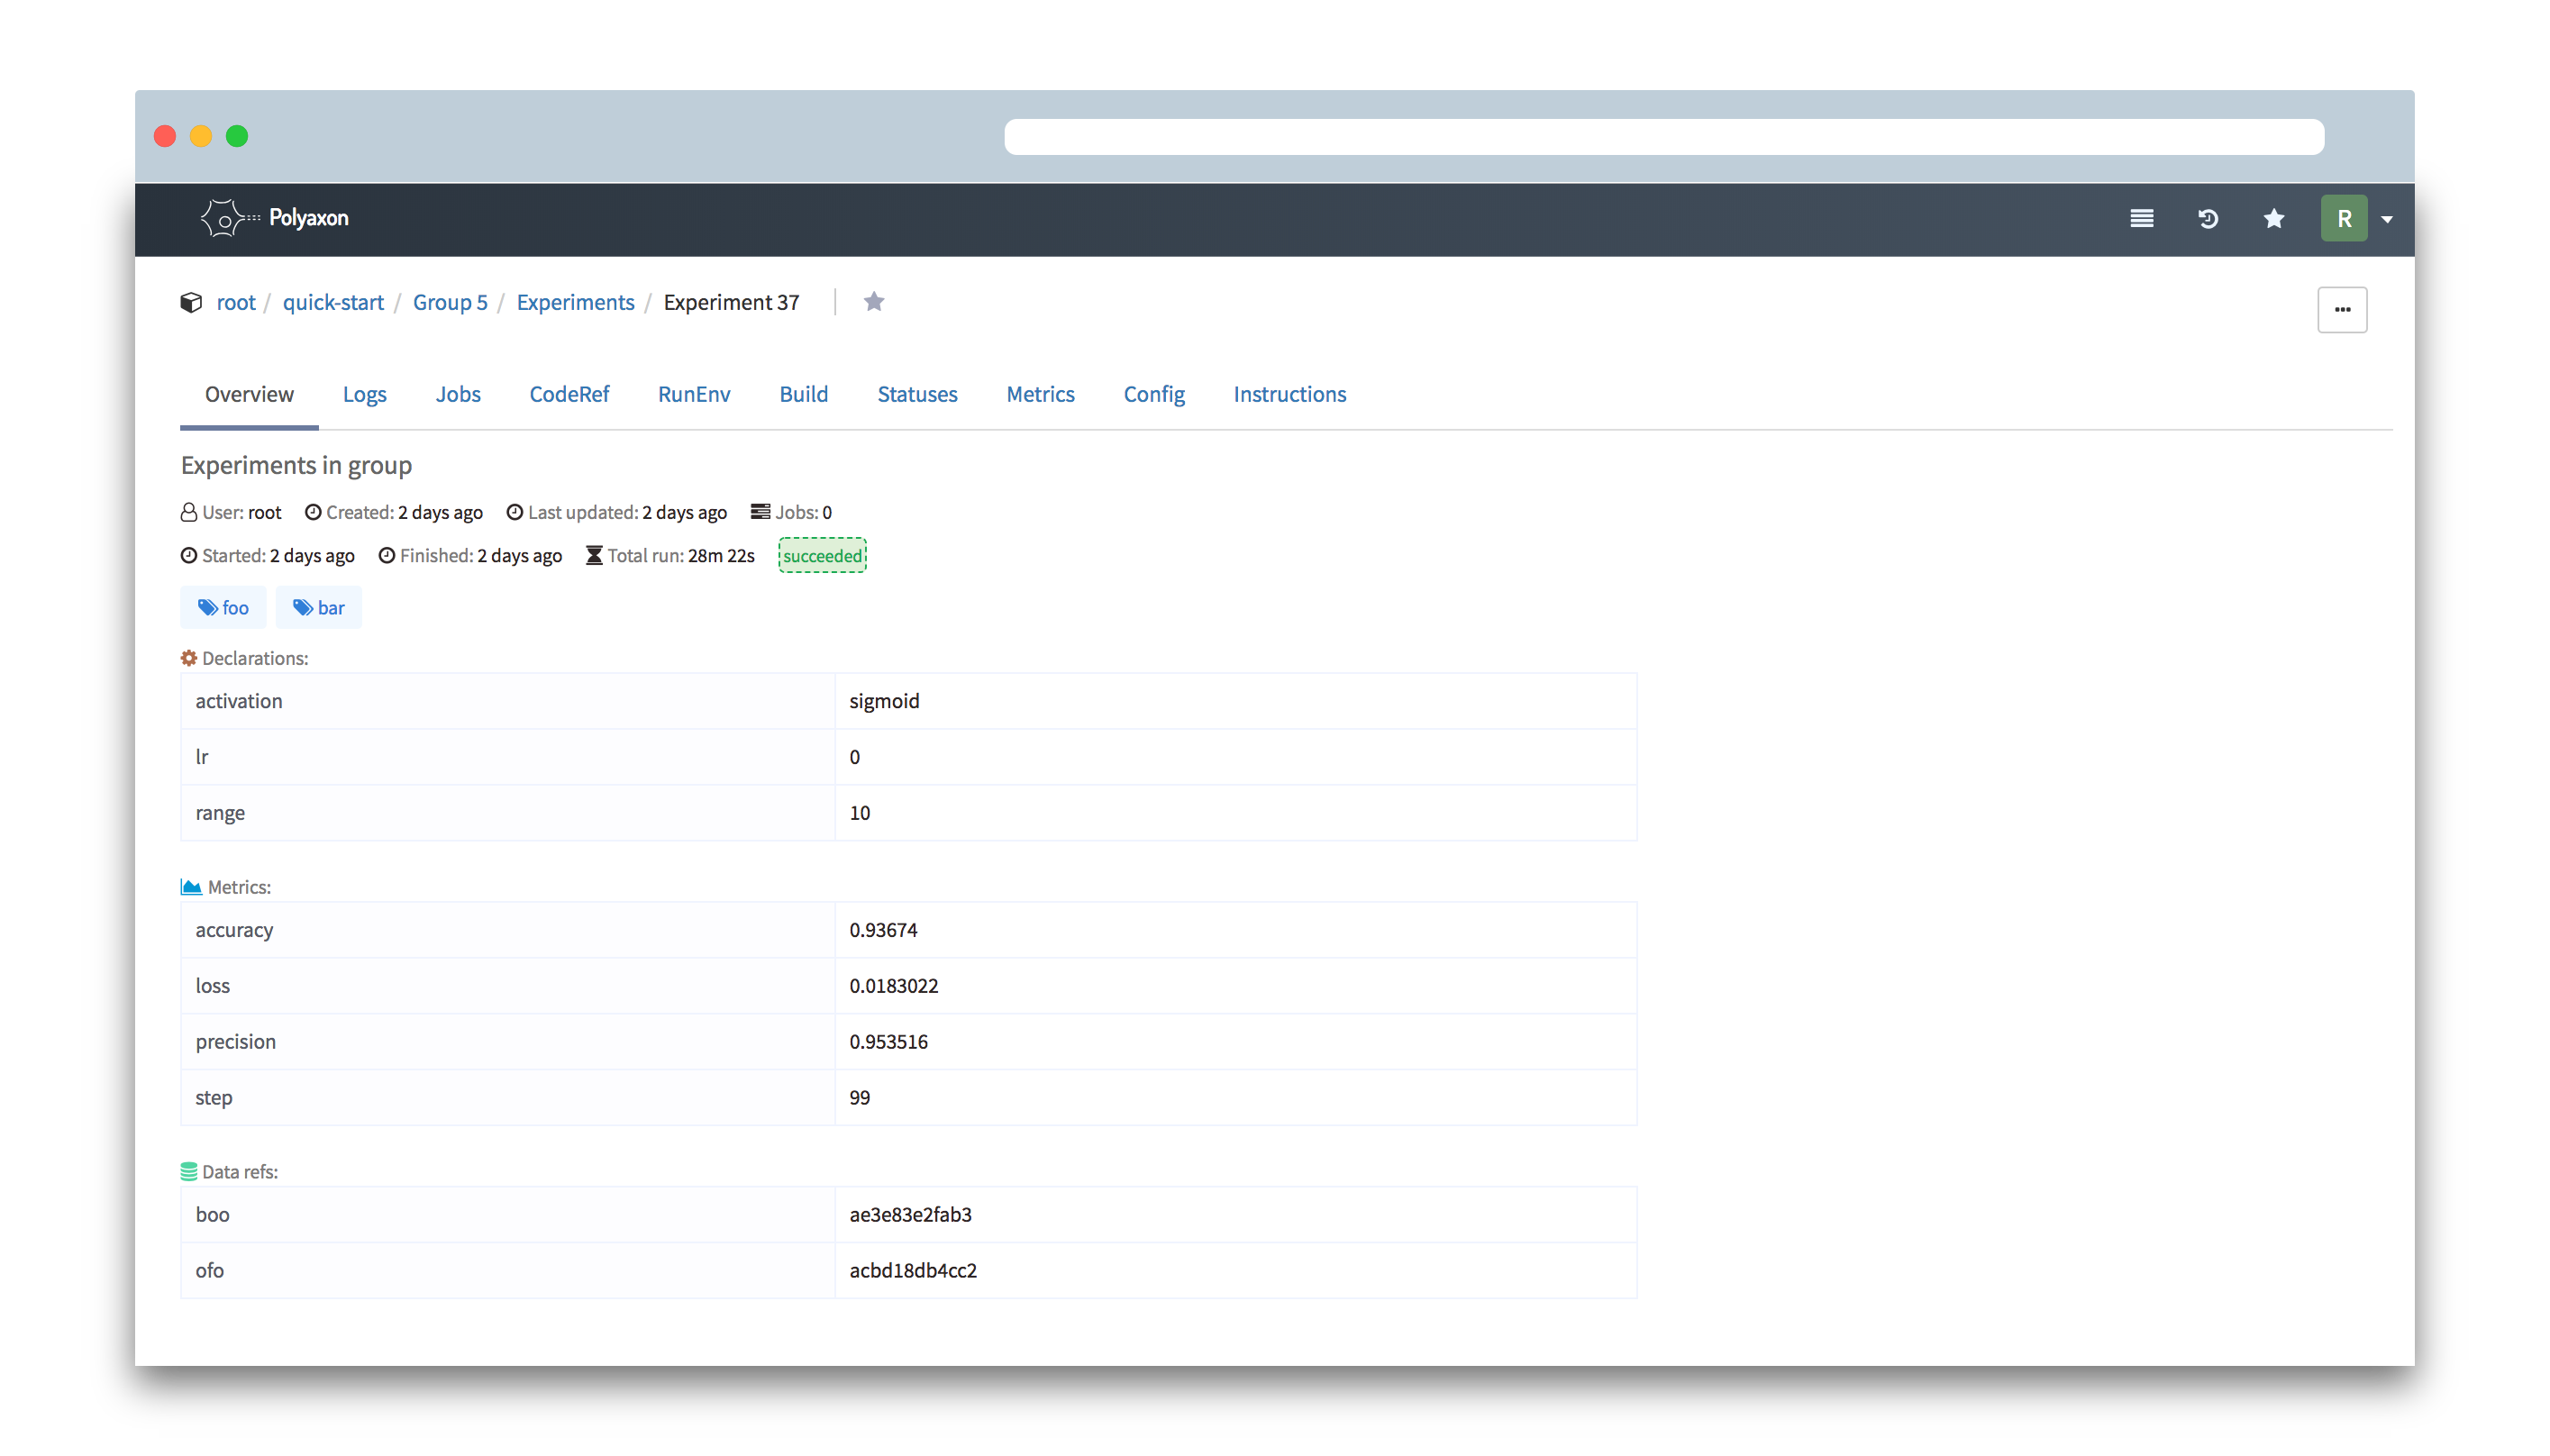 Polyaxon
R
root / quick-start / Group 5 / Experiments / Experiment 37
Overview Logs Jobs CodeRef RunEnv Build Statuses Metrics Config Instructions
Experiments in group
User: root Created: 2 days ago Last updated: 2 days ago Jobs: 0
Started: 2 days ago Finished: 2 days ago Total run: 28m 22s succeeded
foo bar
Declarations:
activation sigmoid
lr 0
range 10
Metrics:
accuracy 0.93674
loss 0.0183022
precision 0.953516
step 99
Data refs:
boo ae3e83e2fab3
ofo acbd18db4cc2